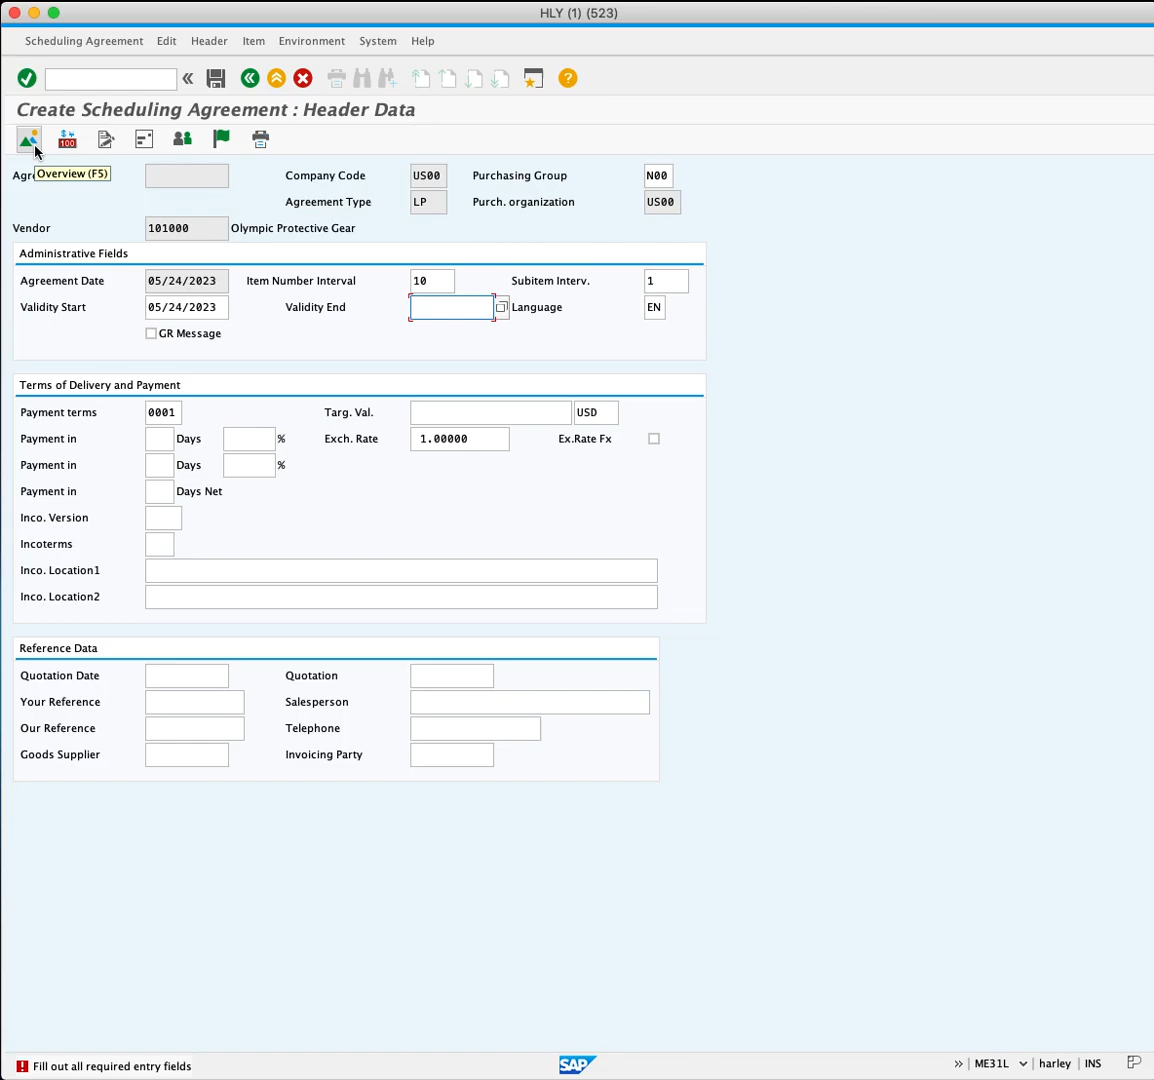 HLY (1) (523)
Scheduling Agreement Edit Header Item Environment System Help
Create Scheduling Agreement : Header Data
100
Agre
Overview (F5)
Company Code US00 Purchasing Group N00
Agreement Type LP Purch. organization US00
Vendor 101000 Olympic Protective Gear
Administrative Fields
Agreement Date 05/24/2023 Item Number Interval 10 Subitem Interv. 1
Validity Start 05/24/2023 Validity End Language EN
GR Message
Terms of Delivery and Payment
Payment terms 0001 Targ. Val. USD
Payment in Days % Exch. Rate 1.00000 Ex.Rate Fx
Payment in Days %
Payment in Days Net
Inco. Version
Incoterms
Inco. Location1
Inco. Location2
Reference Data
Quotation Date Quotation
Your Reference Salesperson
Our Reference Telephone
Goods Supplier Invoicing Party
Fill out all required entry fields SAP ME31L harley INS